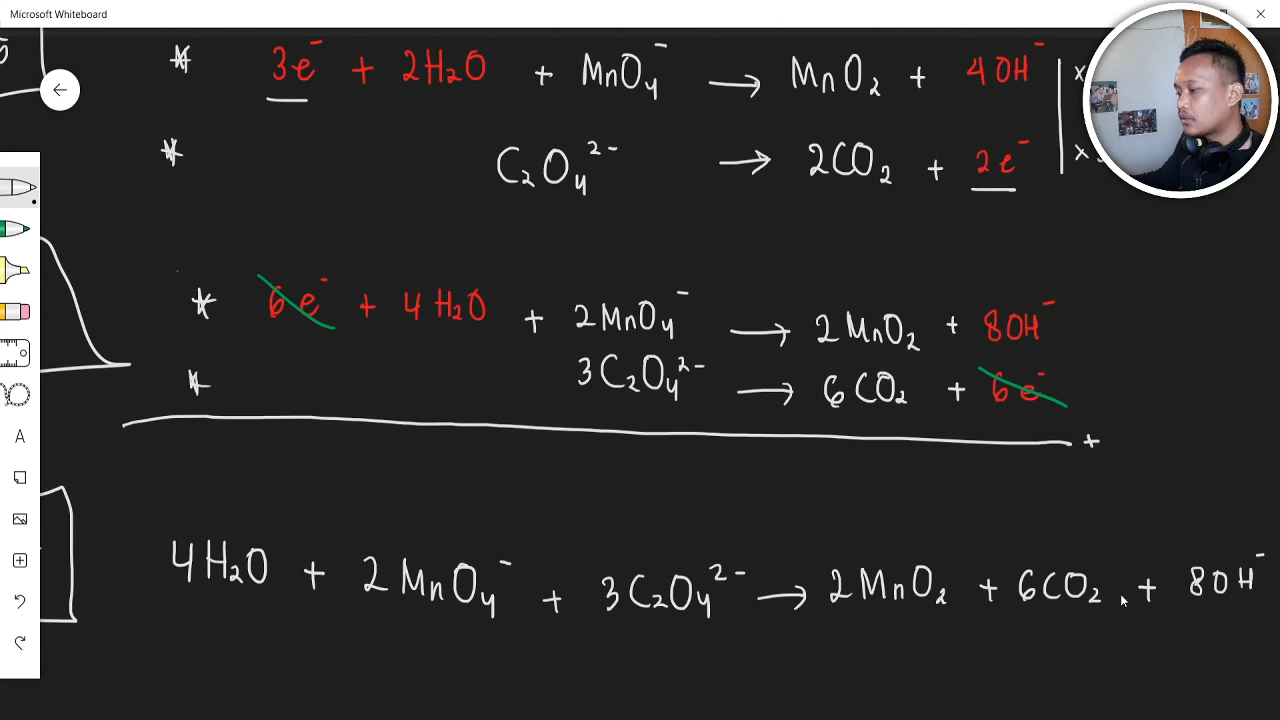 Microsoft Whiteboard
* 3e⁻ + 2H₂O + MnO₄⁻ → MnO₂ + 4OH⁻ | x
* C₂O₄²⁻ → 2CO₂ + 2e⁻ | x
* 6e⁻ + 4H₂O + 2MnO₄⁻ → 2MnO₂ + 8OH⁻
* 3C₂O₄²⁻ → 6CO₂ + 6e⁻
+
4H₂O + 2MnO₄⁻ + 3C₂O₄²⁻ → 2MnO₂ + 6CO₂ + 8OH⁻